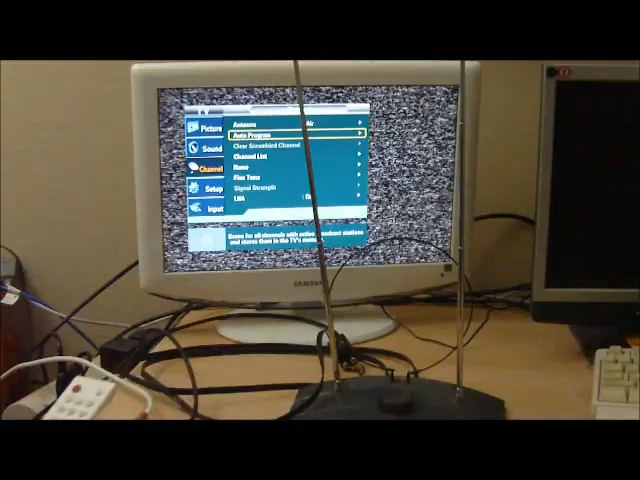 TV
Picture
Sound
Channel
Setup
Input
Antenna : Air
Auto Program
Clear Scrambled Channel
Channel List
Name
Fine Tune
Signal Strength
LNA
Scans for all channels with active broadcast stations
and stores them in the TV's
SAMSUNG